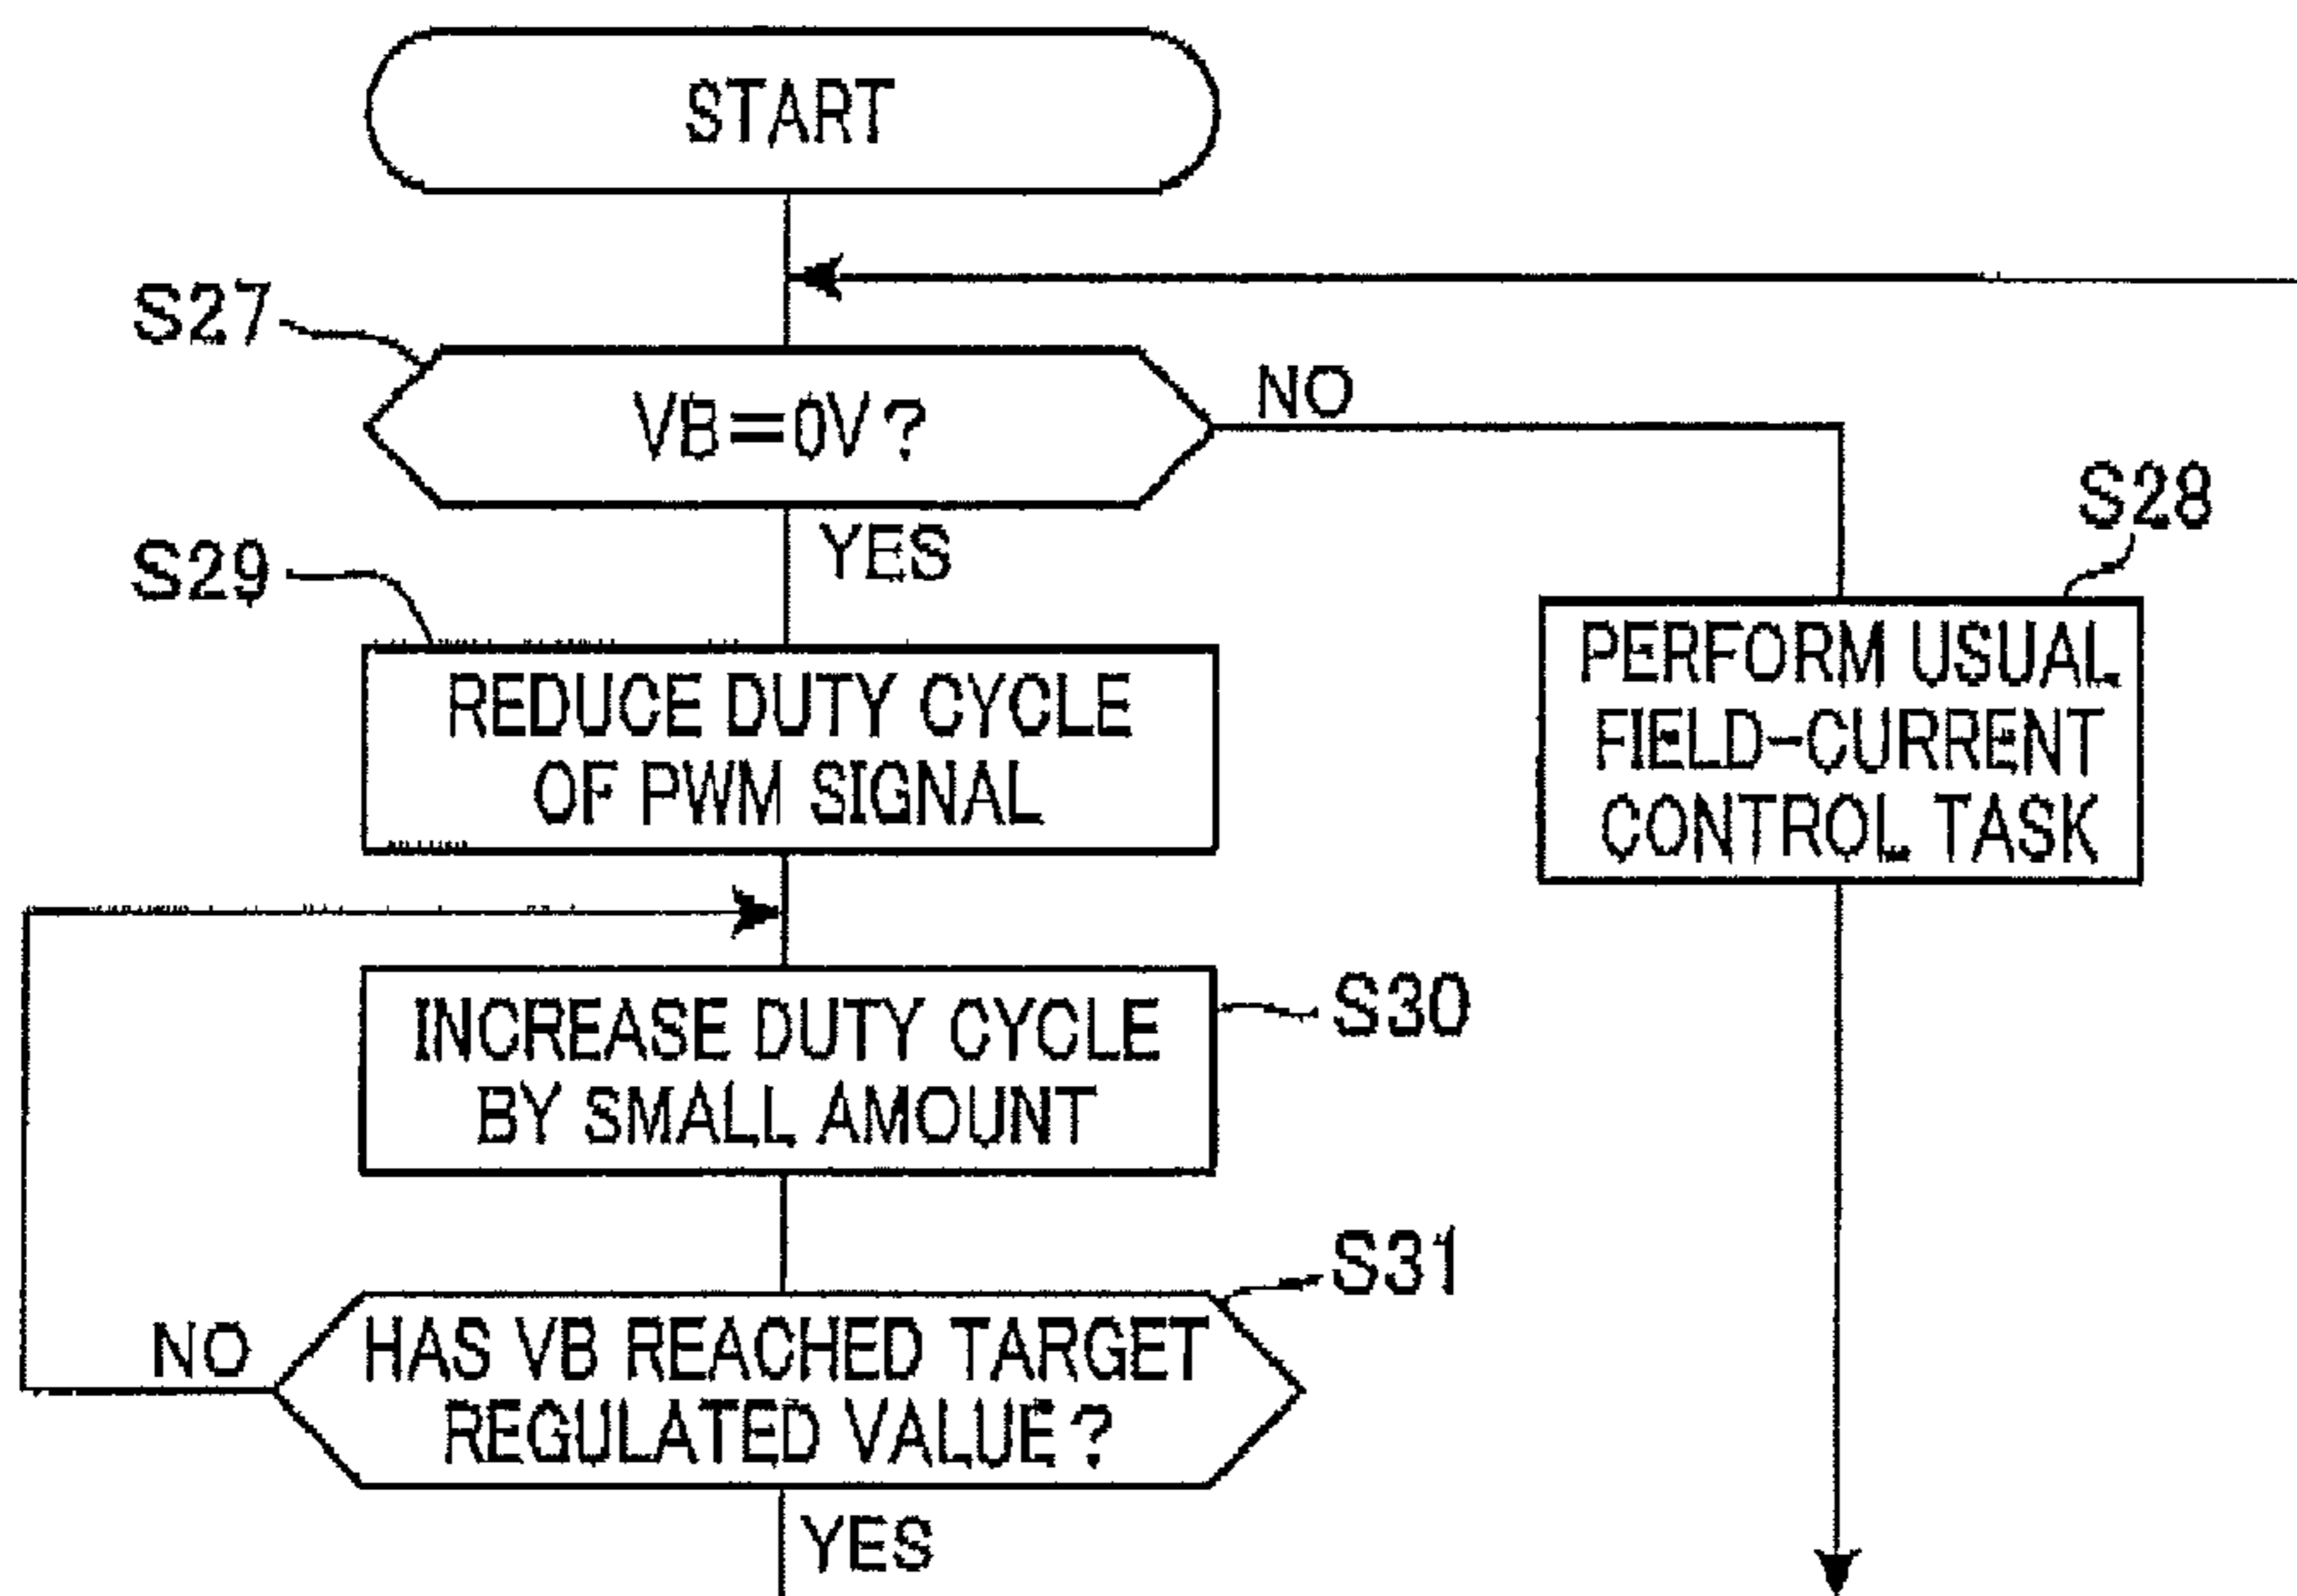 START
S27
VB=0V?
NO
S28
YES
S29
REDUCE DUTY CYCLE
OF PWM SIGNAL
PERFORM USUAL
FIELD-CURRENT
CONTROL TASK
INCREASE DUTY CYCLE
BY SMALL AMOUNT
S30
S31
NO
HAS VB REACHED TARGET
REGULATED VALUE?
YES